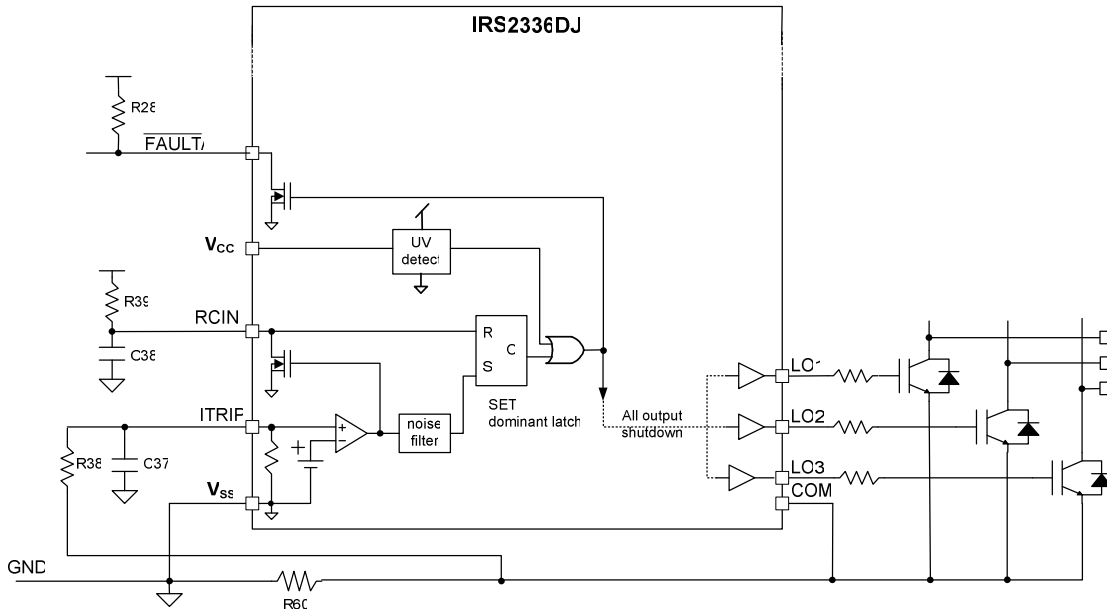 IRS2336DJ
R28
FAULT/
VCC
UV
detect
R39
RCIN
C38
R
S
Q
SET
dominant latch
ITRIP
noise
filter
R38
C37
VSS
All output
shutdown
LO1
LO2
LO3
COM
GND
R60